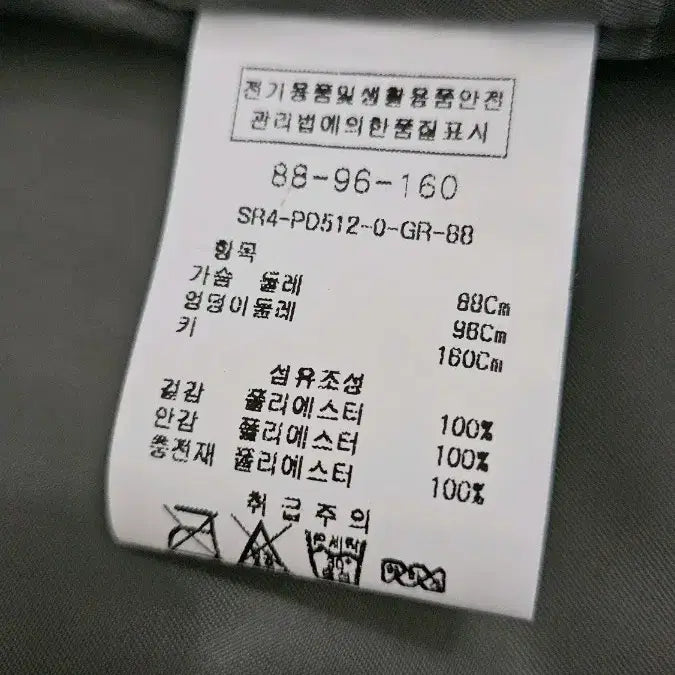 전기용품및생활용품안전
관리법에의한품질표시
88-96-160
SR4-PD512-0-GR-88
항목
가슴 둘레 88Cm
엉덩이둘레 96Cm
키 160Cm
섬유조성
겉감 폴리에스터 100%
안감 폴리에스터 100%
충전재 폴리에스터 100%
취급주의